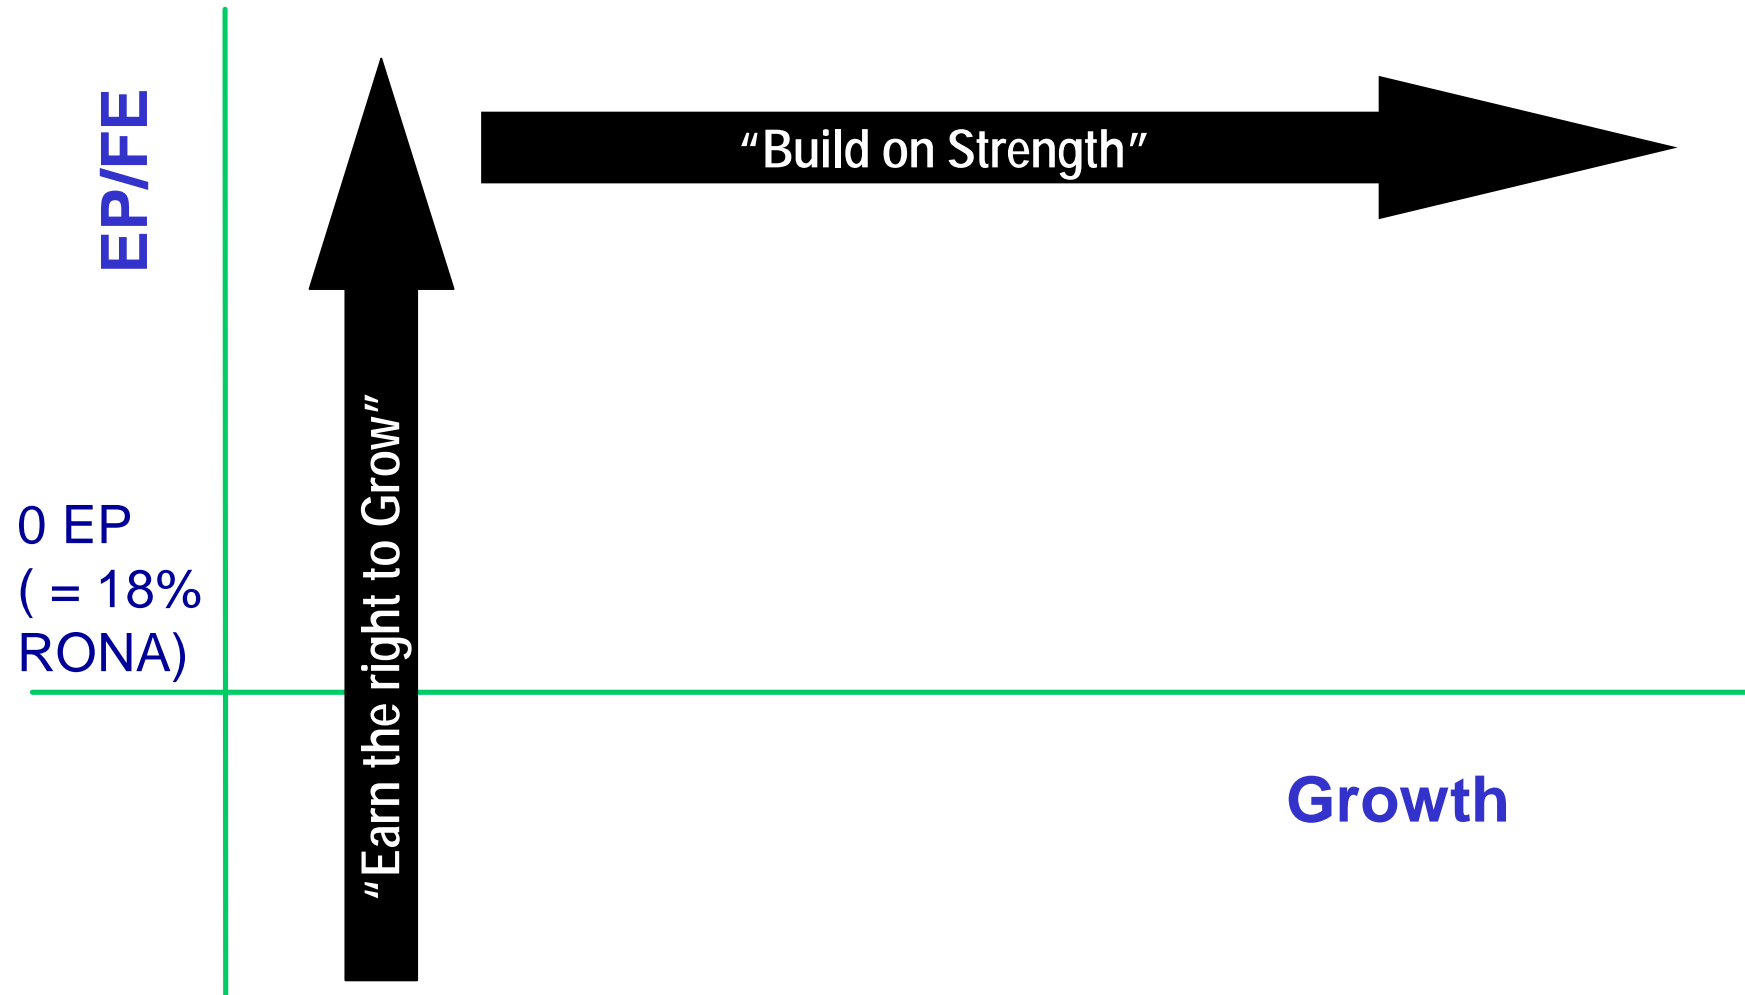 EP/FE
“Build on Strength”
“Earn the right to Grow”
0 EP
( = 18%
RONA)
Growth